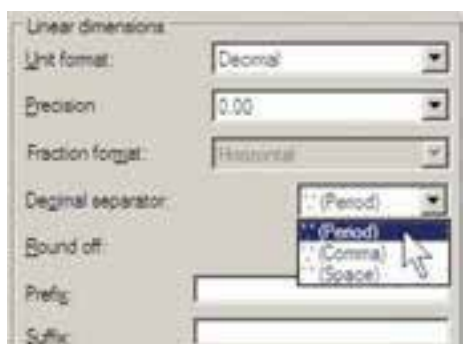 Linear dimensions
Unit format: Decimal
Precision 0.00
Fraction format: Horizontal
Decimal separator: '.' (Period)
'.' (Period)
Round off:
',' (Comma)
' ' (Space)
Prefix:
Suffix: